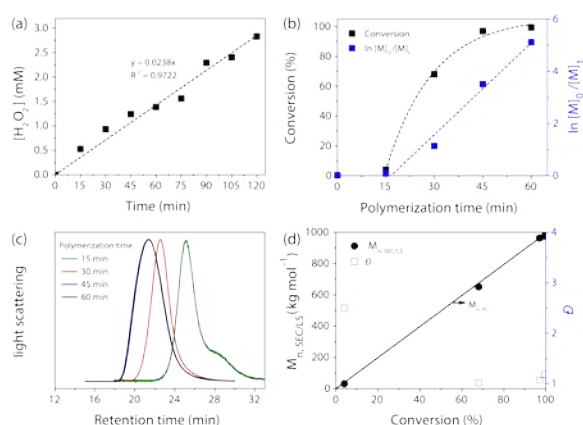 (a)
3.0
2.5
2.0
1.5
1.0
0.5
0.0
[H2O2] (mM)
y = 0.0238x
R² = 0.9722
0 15 30 45 60 75 90 105 120
Time (min)
(b)
100
80
60
40
20
0
Conversion (%)
Conversion
ln [M]0/[M]t
6
5
4
3
2
1
0
ln [M]0 /[M]t
0 15 30 45 60
Polymerization time (min)
(c)
Polymerization time
15 min
30 min
45 min
60 min
light scattering
12 16 20 24 28 32
Retention time (min)
(d)
1000
800
600
400
200
0
Mn, SEC/LS (kg mol⁻¹)
Mn, SEC/LS
Đ
4
3
2
1
Đ
0 20 40 60 80 100
Conversion (%)